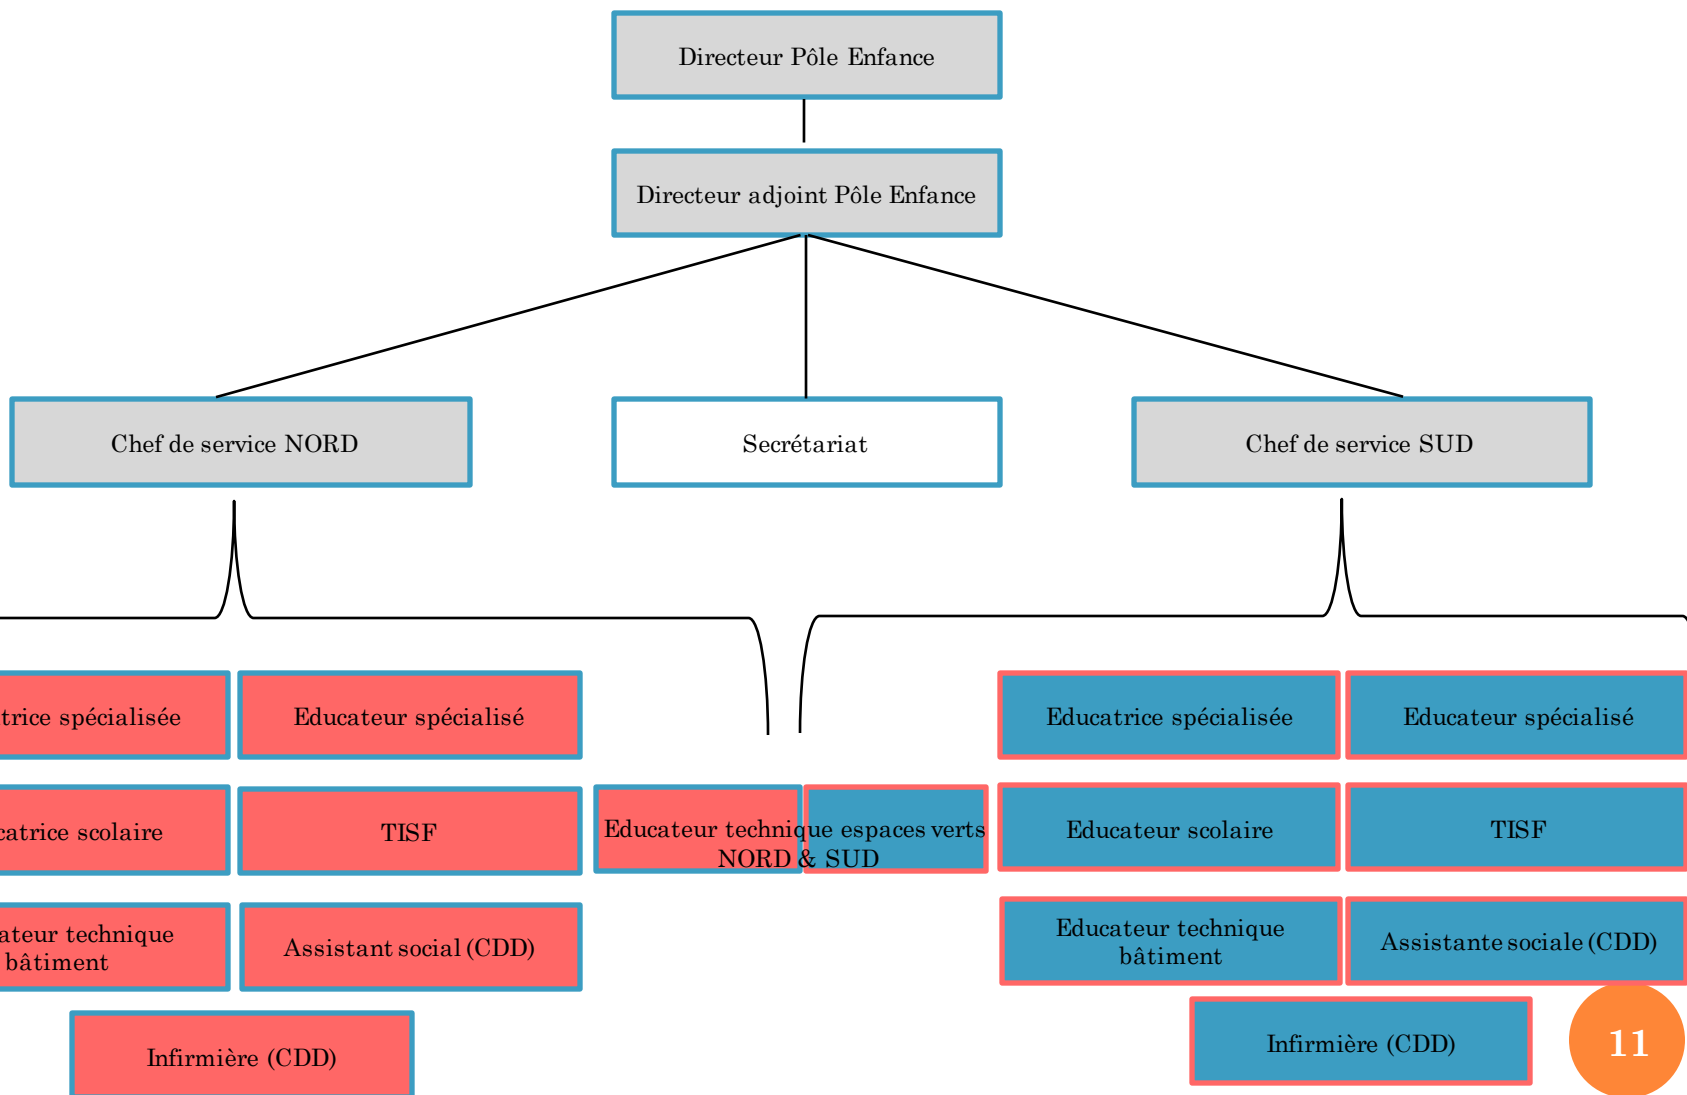 Directeur Pôle Enfance
Directeur adjoint Pôle Enfance
Chef de service NORD
Secrétariat
Chef de service SUD
trice spécialisée
Educateur spécialisé
Educatrice spécialisée
Educateur spécialisé
catrice scolaire
TISF
Educateur technique espaces verts
NORD & SUD
Educateur scolaire
TISF
ateur technique
bâtiment
Assistant social (CDD)
Educateur technique
bâtiment
Assistante sociale (CDD)
Infirmière (CDD)
Infirmière (CDD)
11